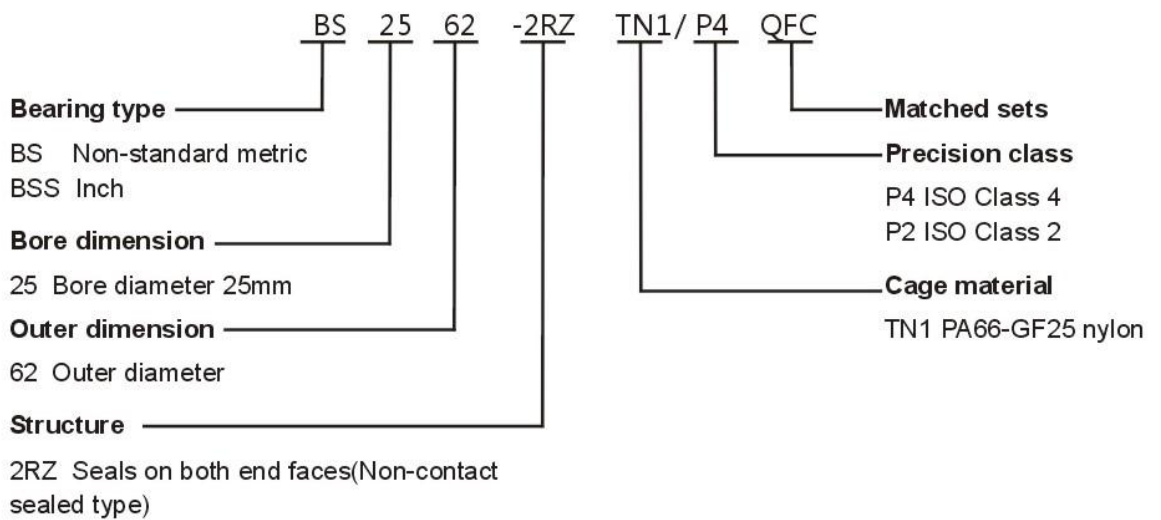 BS 25 62 -2RZ TN1/P4 QFC
Bearing type
BS Non-standard metric
BSS Inch
Bore dimension
25 Bore diameter 25mm
Outer dimension
62 Outer diameter
Structure
2RZ Seals on both end faces(Non-contact
sealed type)
Matched sets
Precision class
P4 ISO Class 4
P2 ISO Class 2
Cage material
TN1 PA66-GF25 nylon